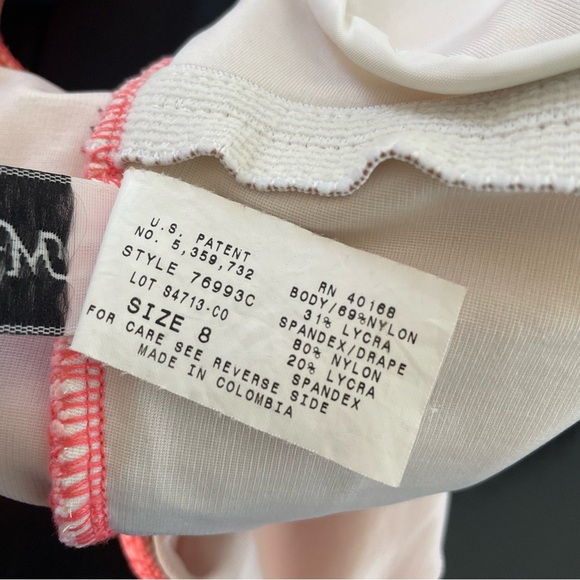 U.S. PATENT
NO. 5,359,732
STYLE 76993C
LOT S4713-CO
SIZE 8
FOR CARE SEE REVERSE SIDE
MADE IN COLOMBIA
RN 40168
BODY/69%NYLON
31% LYCRA
SPANDEX/DRAPE
80% NYLON
20% LYCRA
SPANDEX